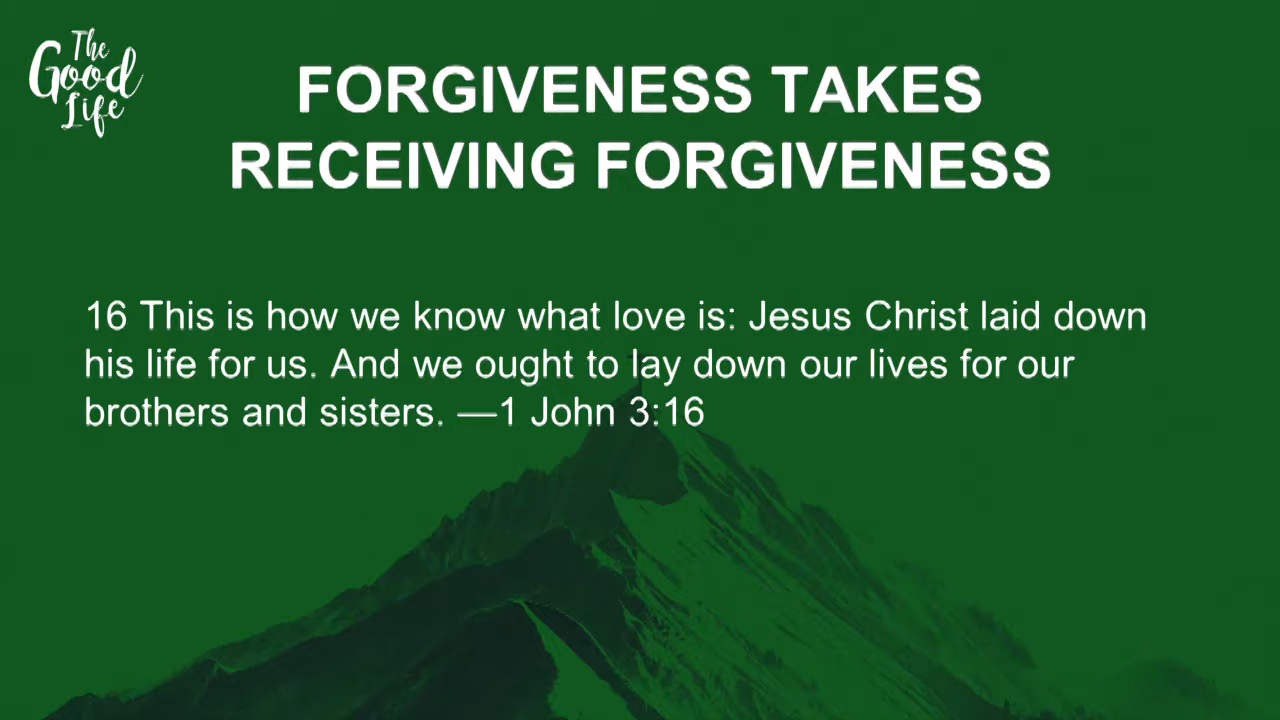 The
Good
Life
FORGIVENESS TAKES
RECEIVING FORGIVENESS
16 This is how we know what love is: Jesus Christ laid down
his life for us. And we ought to lay down our lives for our
brothers and sisters. —1 John 3:16